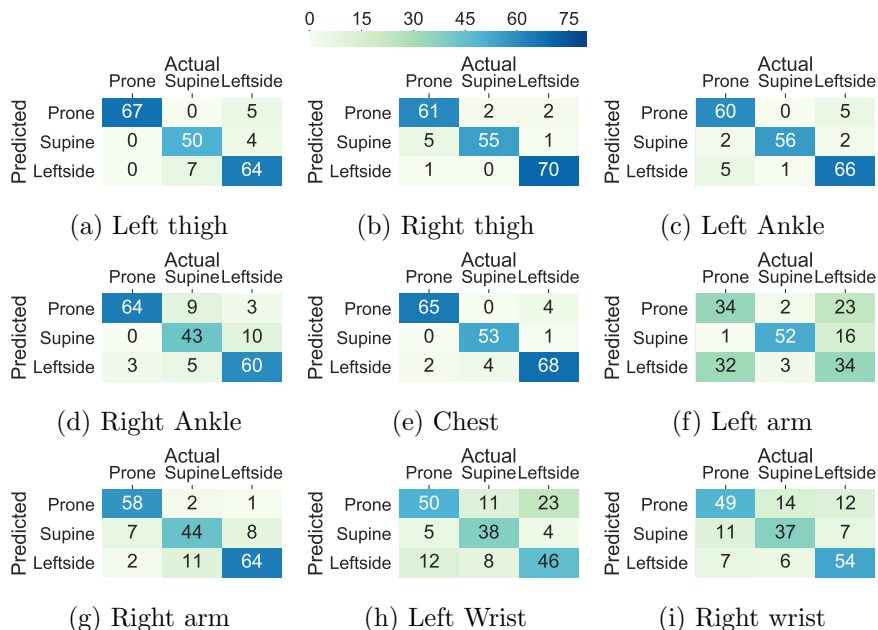 0 15 30 45 60 75
Actual Actual Actual
Prone Supine Leftside Prone Supine Leftside Prone Supine Leftside
Predicted Prone 67 0 5 Predicted Prone 61 2 2 Predicted Prone 60 0 5
Supine 0 50 4 Supine 5 55 1 Supine 2 56 2
Leftside 0 7 64 Leftside 1 0 70 Leftside 5 1 66
(a) Left thigh (b) Right thigh (c) Left Ankle
Actual Actual Actual
Prone Supine Leftside Prone Supine Leftside Prone Supine Leftside
Predicted Prone 64 9 3 Predicted Prone 65 0 4 Predicted Prone 34 2 23
Supine 0 43 10 Supine 0 53 1 Supine 1 52 16
Leftside 3 5 60 Leftside 2 4 68 Leftside 32 3 34
(d) Right Ankle (e) Chest (f) Left arm
Actual Actual Actual
Prone Supine Leftside Prone Supine Leftside Prone Supine Leftside
Predicted Prone 58 2 1 Predicted Prone 50 11 23 Predicted Prone 49 14 12
Supine 7 44 8 Supine 5 38 4 Supine 11 37 7
Leftside 2 11 64 Leftside 12 8 46 Leftside 7 6 54
(g) Right arm (h) Left Wrist (i) Right wrist